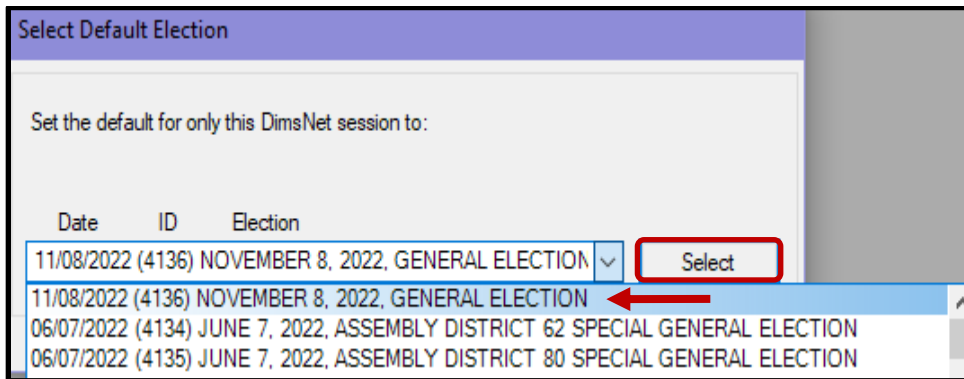 Select Default Election
Set the default for only this DimsNet session to:
Date ID Election
11/08/2022 (4136) NOVEMBER 8, 2022, GENERAL ELECTION
Select
11/08/2022 (4136) NOVEMBER 8, 2022, GENERAL ELECTION
06/07/2022 (4134) JUNE 7, 2022, ASSEMBLY DISTRICT 62 SPECIAL GENERAL ELECTION
06/07/2022 (4135) JUNE 7, 2022, ASSEMBLY DISTRICT 80 SPECIAL GENERAL ELECTION